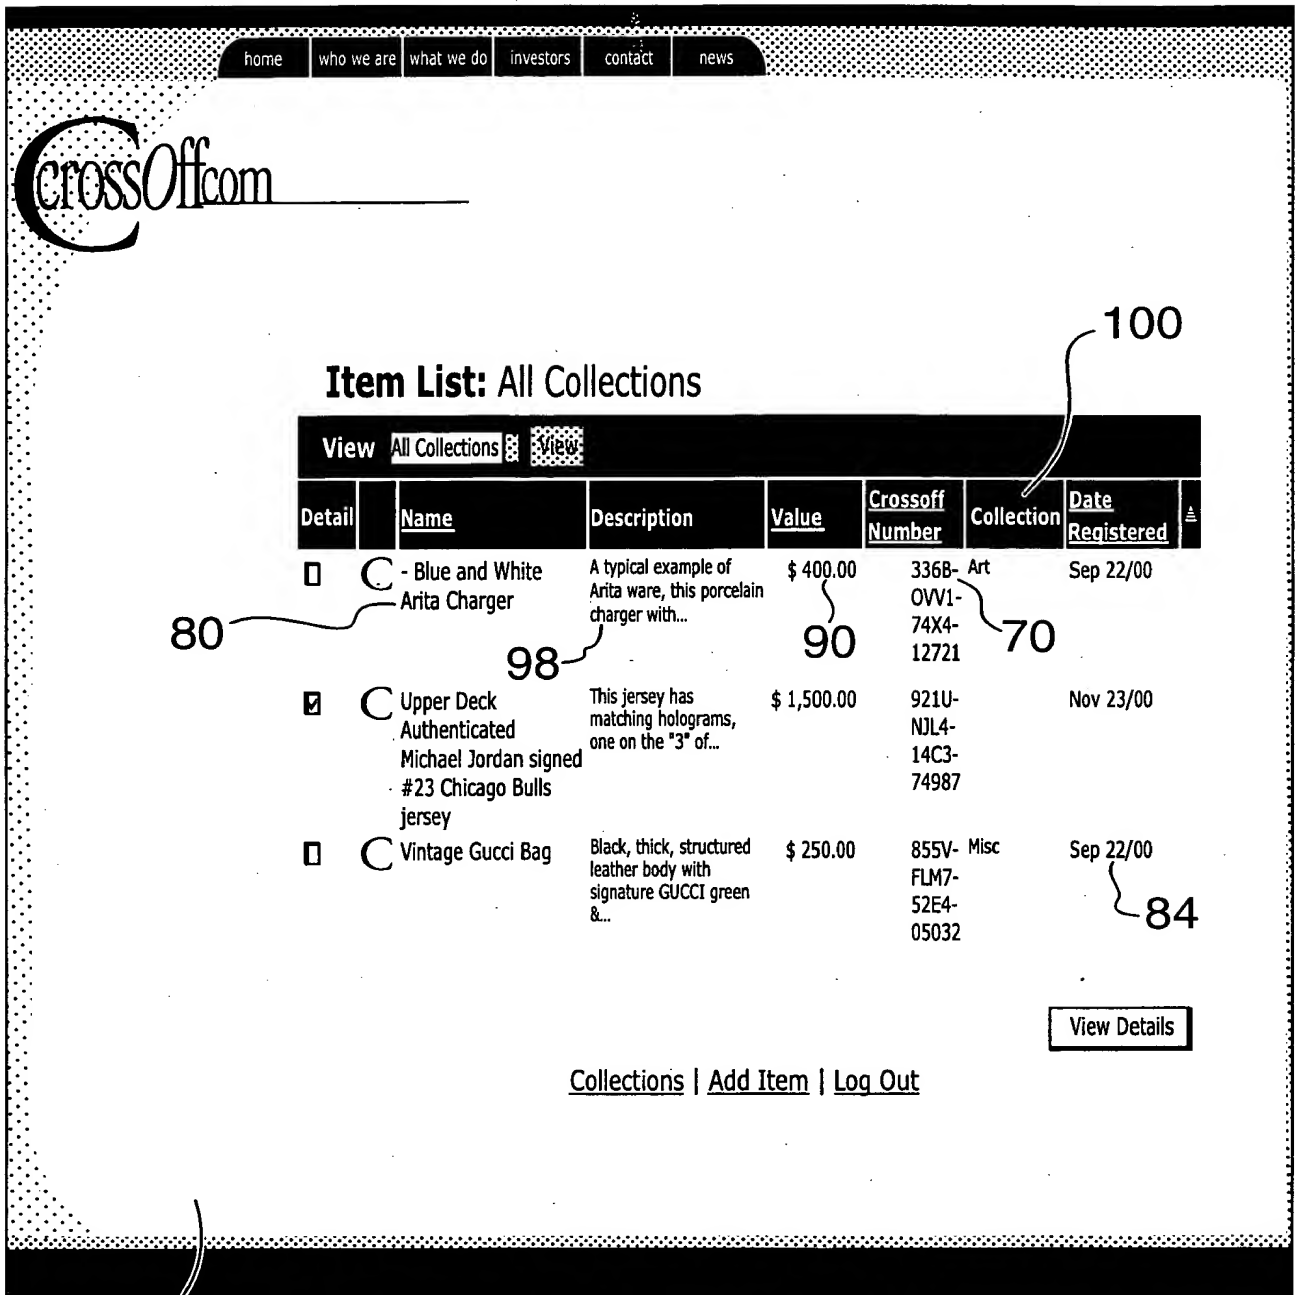 home who we are what we do investors contact news
CcrossOffcom
100
Item List: All Collections
View All Collections View
Detail Name Description Value Crossoff Number Collection Date Registered
C - Blue and White Arita Charger
A typical example of
Arita ware, this porcelain
charger with...
$ 400.00
336B-
OVV1-
74X4-
12721
Art
Sep 22/00
80
98
90
70
C Upper Deck
Authenticated
Michael Jordan signed
#23 Chicago Bulls
jersey
This jersey has
matching holograms,
one on the "3" of...
$ 1,500.00
921U-
NJL4-
14C3-
74987
Nov 23/00
C Vintage Gucci Bag
Black, thick, structured
leather body with
signature GUCCI green
&...
$ 250.00
855V-
FLM7-
52E4-
05032
Misc
Sep 22/00
84
View Details
Collections | Add Item | Log Out